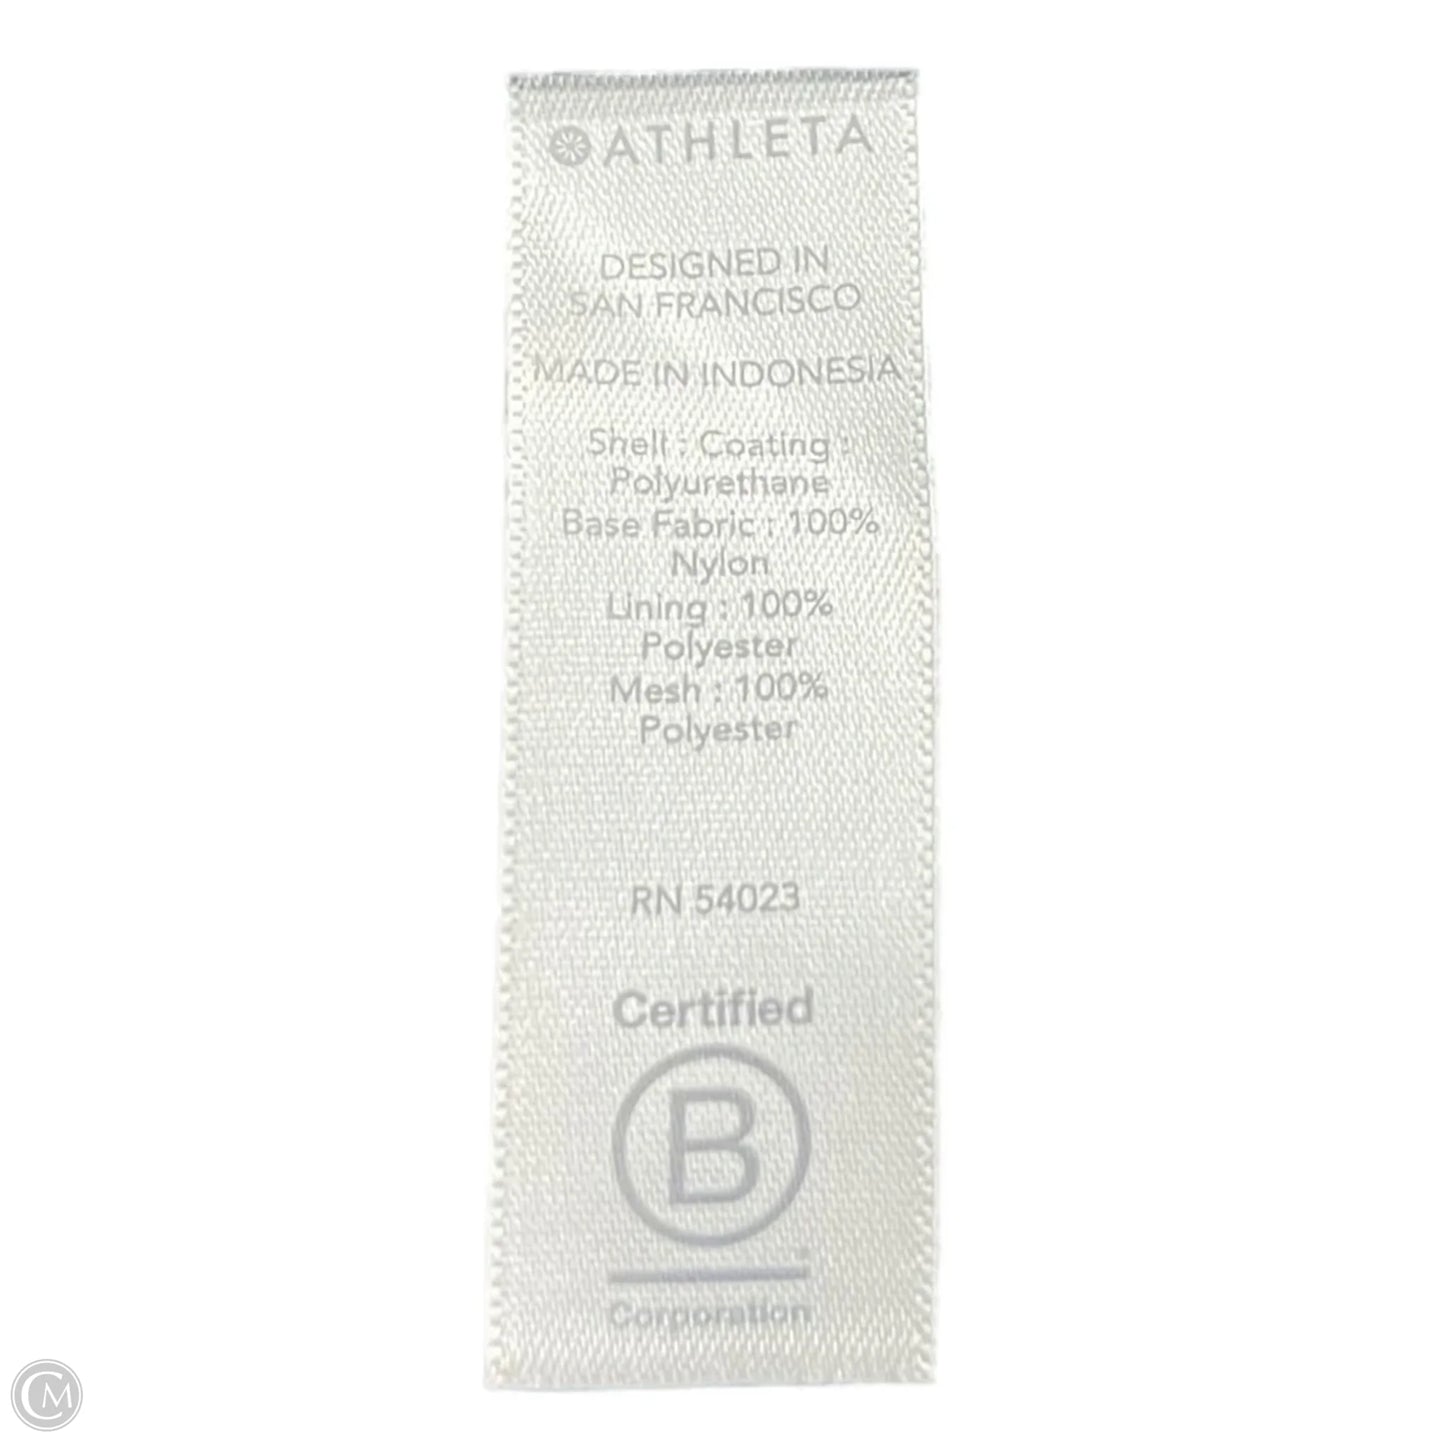 ATHLETA
DESIGNED IN
SAN FRANCISCO
MADE IN INDONESIA
Shell : Coating :
Polyurethane
Base Fabric : 100%
Nylon
Lining : 100%
Polyester
Mesh : 100%
Polyester
RN 54023
Certified
B
Corporation
CM